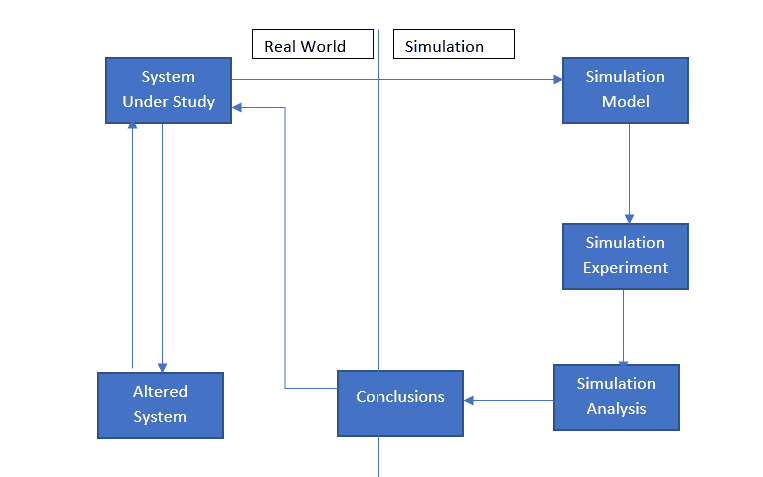 Real World
Simulation
System
Under Study
Simulation
Model
Simulation
Experiment
Altered
System
Conclusions
Simulation
Analysis